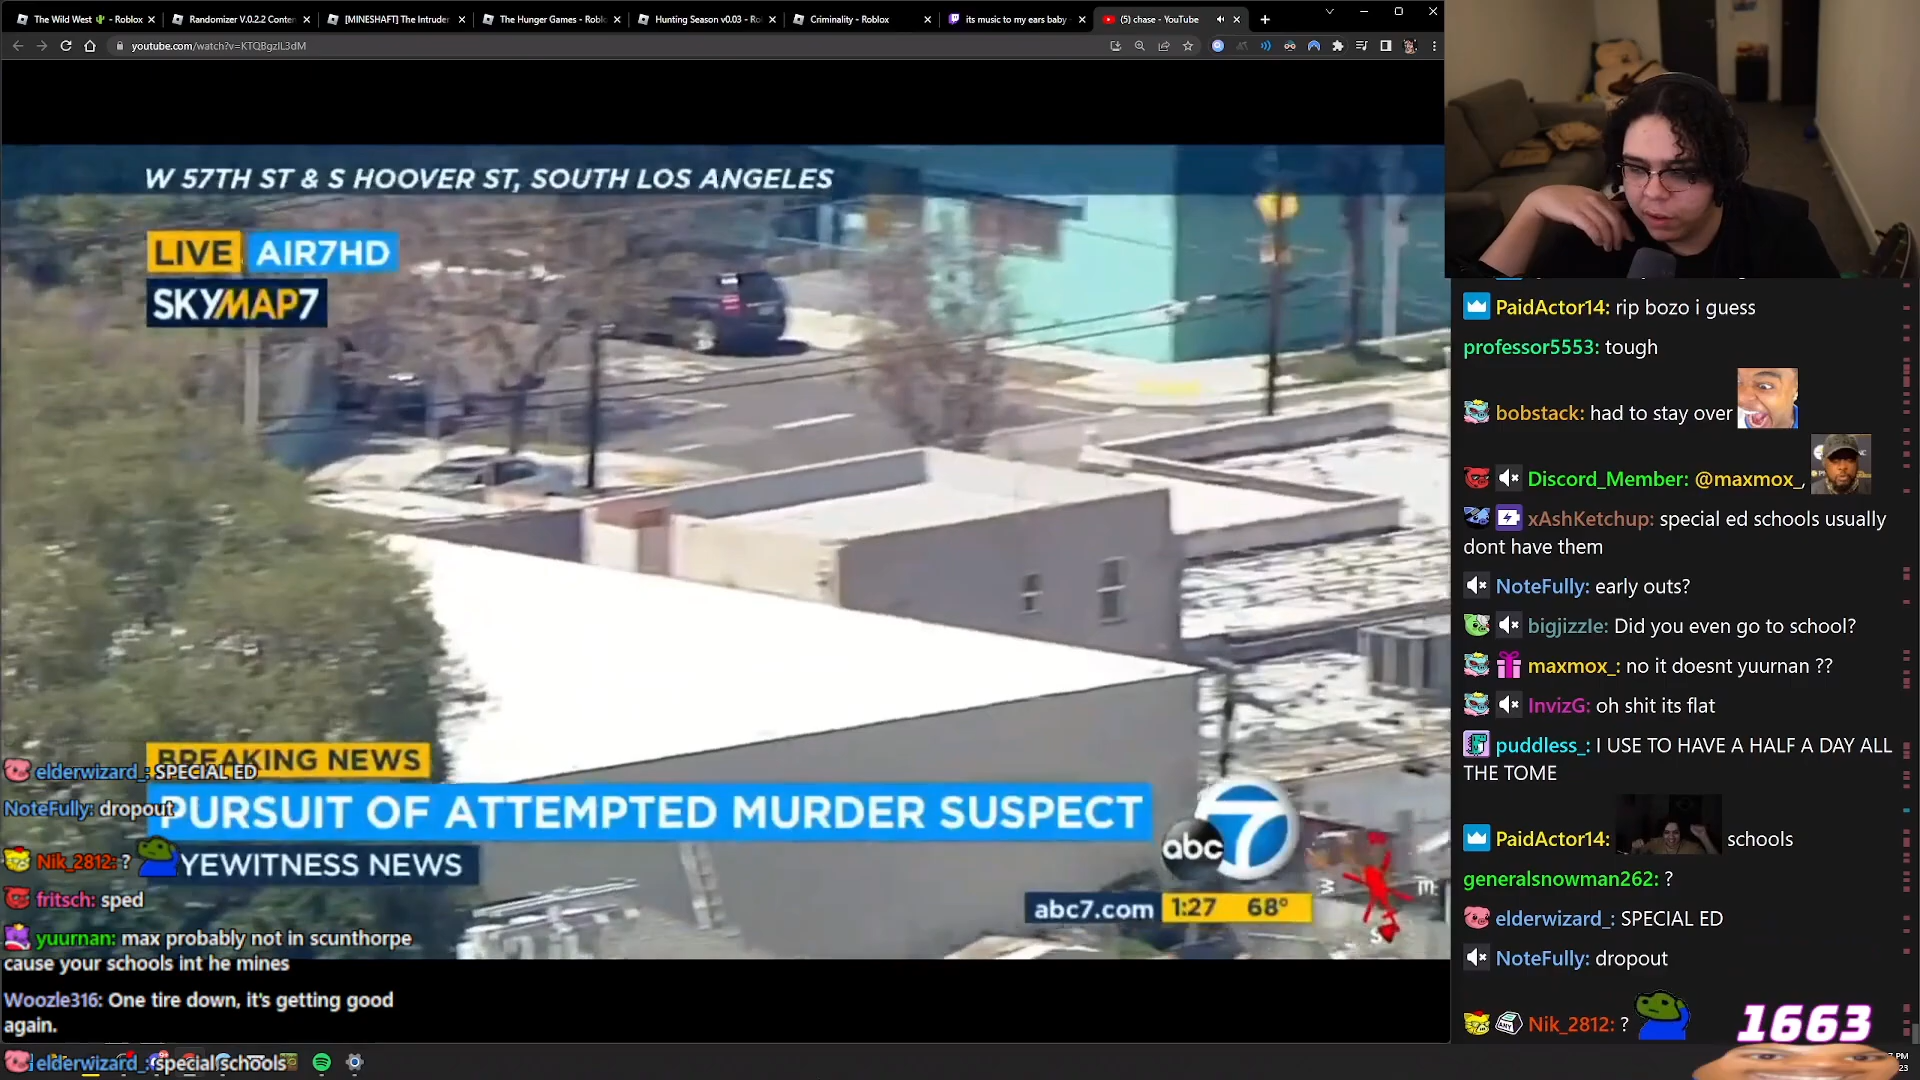 The Wild West 🌵 - Roblox
Randomizer V.0.2.2 Conten
[MINESHAFT] The Intruder
The Hunger Games - Roblo
Hunting Season v0.03 - Ro
Criminality - Roblox
its music to my ears baby -
(5) chase - YouTube
youtube.com/watch?v=KTQBgzlL3dM
W 57TH ST & S HOOVER ST, SOUTH LOS ANGELES
LIVE AIR7HD
SKYMAP7
BREAKING NEWS
PURSUIT OF ATTEMPTED MURDER SUSPECT
YEWITNESS NEWS
abc 7
abc7.com 1:27 68°
W
S
elderwizard_: SPECIAL ED
NoteFully: dropout
Nik_2812: ?
fritsch: sped
yuurnan: max probably not in scunthorpe
cause your schools int he mines
Woozle316: One tire down, it's getting good
again.
elderwizard_: special schools
PaidActor14: rip bozo i guess
professor5553: tough
bobstack: had to stay over
Discord_Member: @maxmox_,
xAshKetchup: special ed schools usually
dont have them
NoteFully: early outs?
bigjizzle: Did you even go to school?
maxmox_: no it doesnt yuurnan ??
InvizG: oh shit its flat
puddless_: I USE TO HAVE A HALF A DAY ALL
THE TOME
PaidActor14: schools
generalsnowman262: ?
elderwizard_: SPECIAL ED
NoteFully: dropout
Nik_2812: ?
1663
PM
23